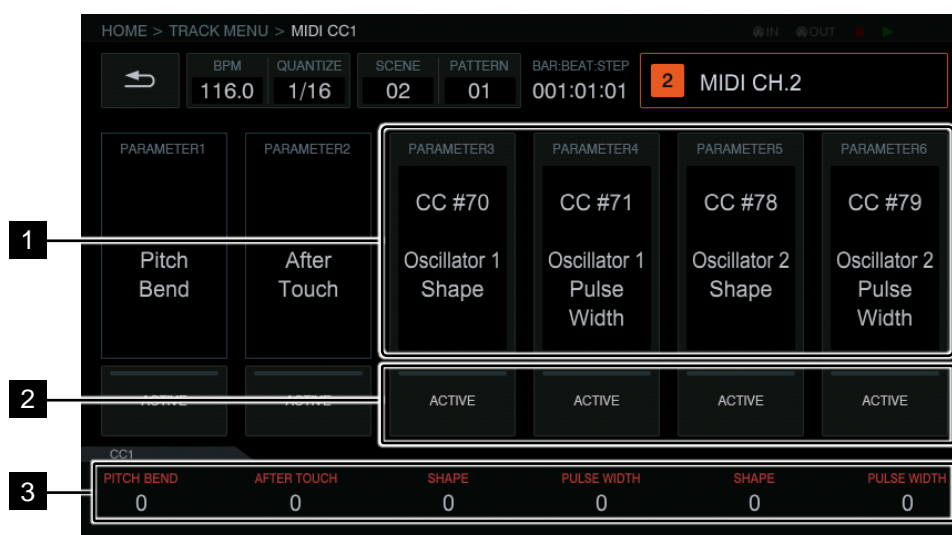 HOME > TRACK MENU > MIDI CC1
IN OUT
BPM QUANTIZE SCENE PATTERN BAR:BEAT:STEP
116.0 1/16 02 01 001:01:01 2 MIDI CH.2
PARAMETER1 PARAMETER2 PARAMETER3 PARAMETER4 PARAMETER5 PARAMETER6
CC #70 CC #71 CC #78 CC #79
1
Pitch After Oscillator 1 Oscillator 1 Oscillator 2 Oscillator 2
Bend Touch Shape Pulse Shape Pulse
Width Width
2 ACTIVE ACTIVE ACTIVE ACTIVE ACTIVE ACTIVE
CC1
PITCH BEND AFTER TOUCH SHAPE PULSE WIDTH SHAPE PULSE WIDTH
3
0 0 0 0 0 0